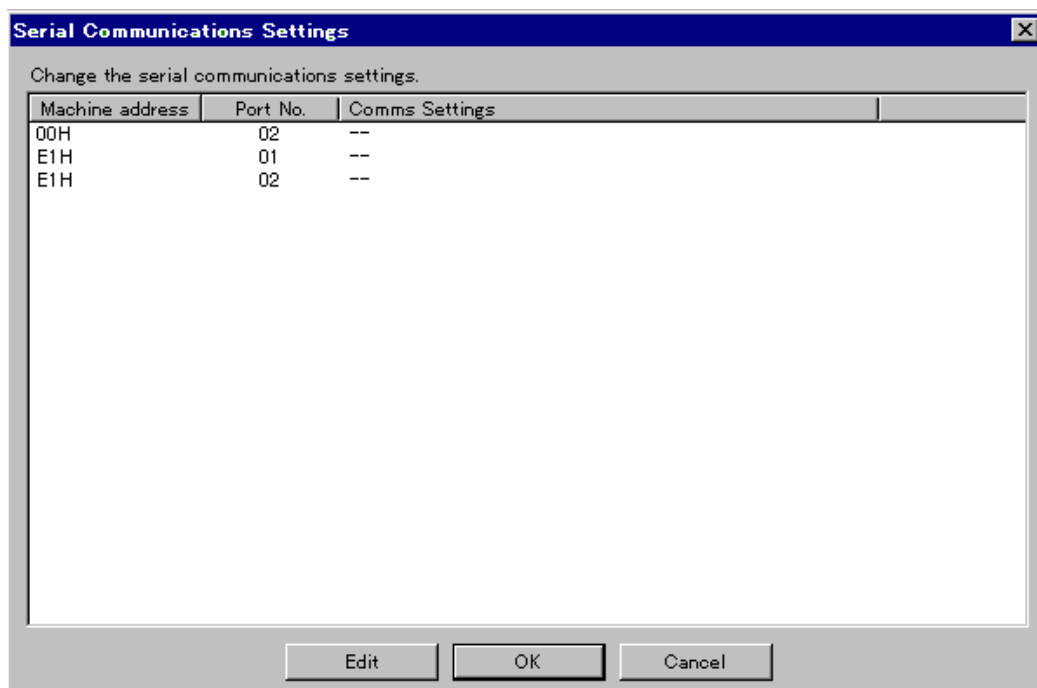 Serial Communications Settings
Change the serial communications settings.
Machine address Port No. Comms Settings
00H 02 --
E1H 01 --
E1H 02 --
Edit OK Cancel